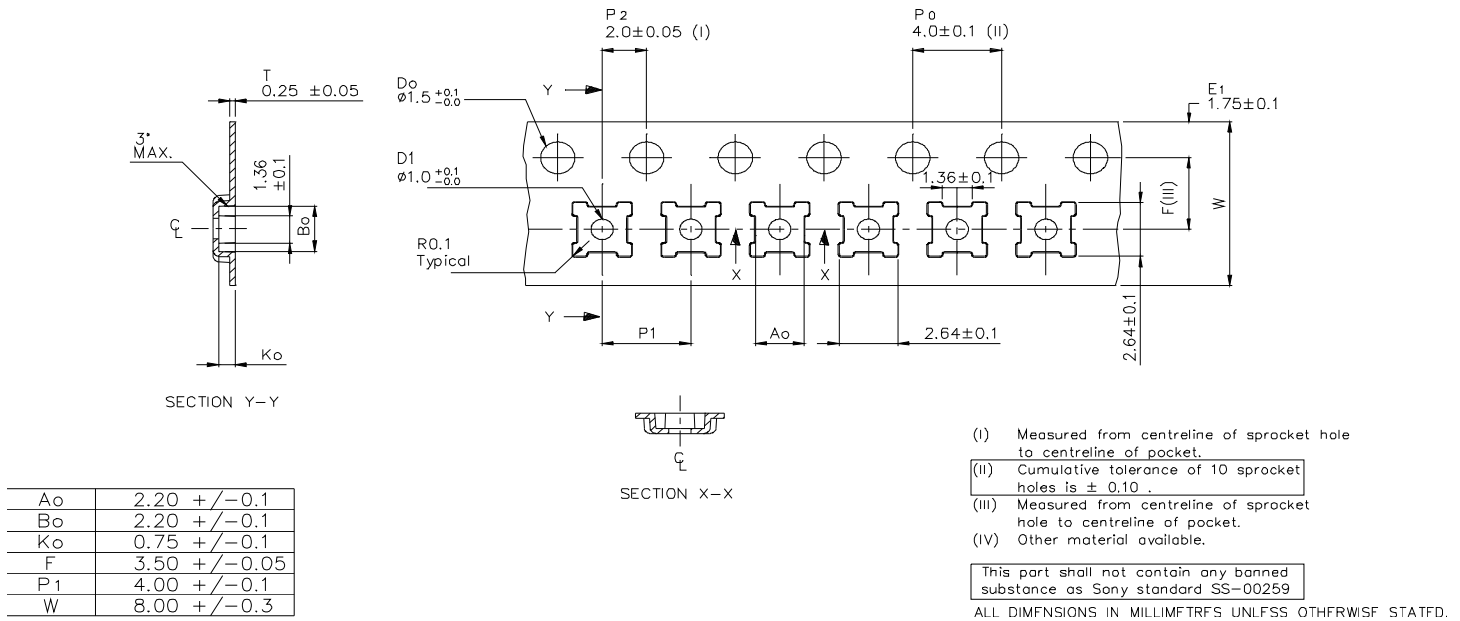 P2
2.0±0.05 (I)
Po
4.0±0.1 (II)
T
0.25 ±0.05
Do
ø1.5 +0.1 -0.0
Y
E1
1.75±0.1
3°
MAX.
1.36
±0.1
D1
ø1.0 +0.1 -0.0
1.36±0.1
F(III)
W
Bo
℄
R0.1
Typical
X
X
Y
P1
Ao
2.64±0.1
2.64±0.1
Ko
SECTION Y-Y
℄
SECTION X-X
Ao 2.20 +/-0.1
Bo 2.20 +/-0.1
Ko 0.75 +/-0.1
F 3.50 +/-0.05
P1 4.00 +/-0.1
W 8.00 +/-0.3
(I) Measured from centreline of sprocket hole
to centreline of pocket.
(II) Cumulative tolerance of 10 sprocket
holes is ± 0.10 .
(III) Measured from centreline of sprocket
hole to centreline of pocket.
(IV) Other material available.
This part shall not contain any banned
substance as Sony standard SS-00259
ALL DIMENSIONS IN MILLIMETRES UNLESS OTHERWISE STATED.